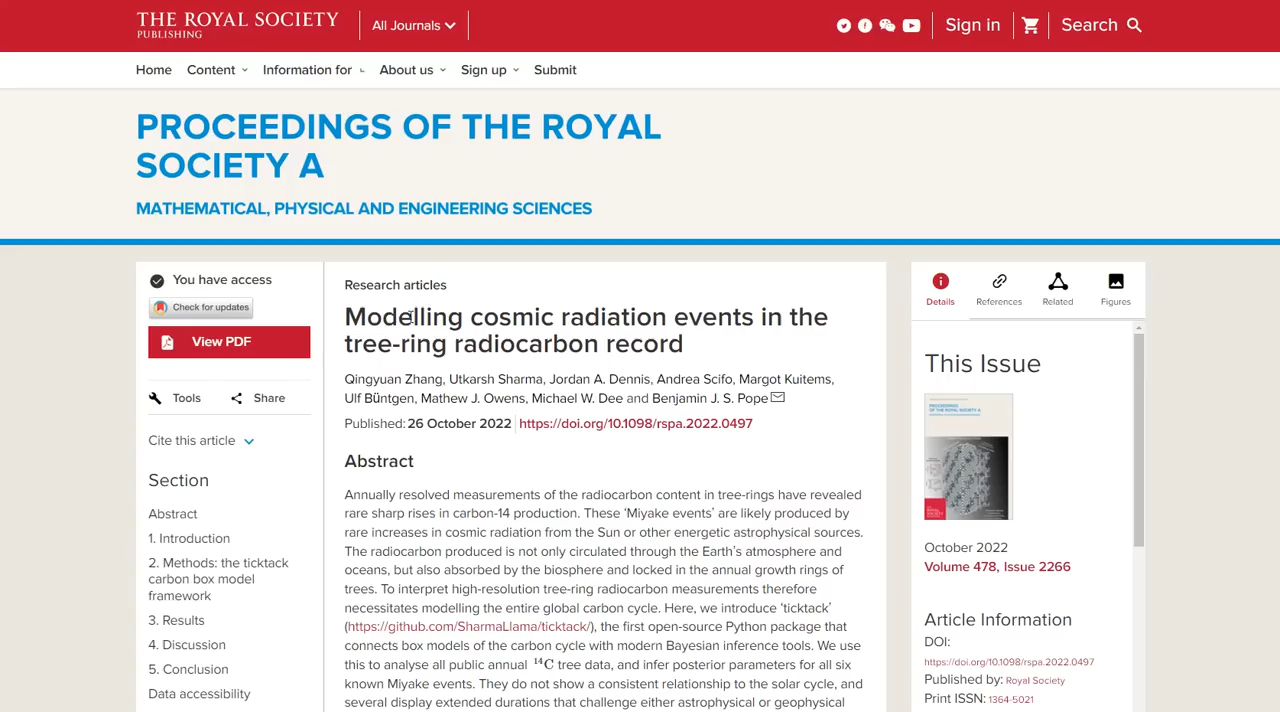 THE ROYAL SOCIETY
PUBLISHING
All Journals
Sign in
Search
Home
Content
Information for
About us
Sign up
Submit
PROCEEDINGS OF THE ROYAL
SOCIETY A
MATHEMATICAL, PHYSICAL AND ENGINEERING SCIENCES
You have access
Check for updates
View PDF
Tools
Share
Cite this article
Section
Abstract
1. Introduction
2. Methods: the ticktack
carbon box model
framework
3. Results
4. Discussion
5. Conclusion
Data accessibility
Research articles
Modelling cosmic radiation events in the
tree-ring radiocarbon record
Qingyuan Zhang, Utkarsh Sharma, Jordan A. Dennis, Andrea Scifo, Margot Kuitems,
Ulf Büntgen, Mathew J. Owens, Michael W. Dee and Benjamin J. S. Pope
Published: 26 October 2022
https://doi.org/10.1098/rspa.2022.0497
Abstract
Annually resolved measurements of the radiocarbon content in tree-rings have revealed
rare sharp rises in carbon-14 production. These ‘Miyake events’ are likely produced by
rare increases in cosmic radiation from the Sun or other energetic astrophysical sources.
The radiocarbon produced is not only circulated through the Earth’s atmosphere and
oceans, but also absorbed by the biosphere and locked in the annual growth rings of
trees. To interpret high-resolution tree-ring radiocarbon measurements therefore
necessitates modelling the entire global carbon cycle. Here, we introduce ‘ticktack’
(https://github.com/SharmaLlama/ticktack/), the first open-source Python package that
connects box models of the carbon cycle with modern Bayesian inference tools. We use
this to analyse all public annual ¹⁴C tree data, and infer posterior parameters for all six
known Miyake events. They do not show a consistent relationship to the solar cycle, and
several display extended durations that challenge either astrophysical or geophysical
Details
References
Related
Figures
This Issue
PROCEEDINGS
OF THE ROYAL SOCIETY A
October 2022
Volume 478, Issue 2266
Article Information
DOI:
https://doi.org/10.1098/rspa.2022.0497
Published by: Royal Society
Print ISSN: 1364-5021